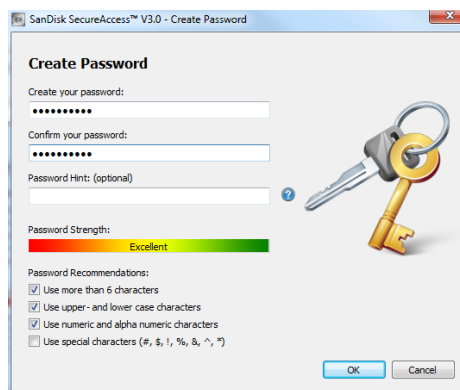 SanDisk SecureAccess™ V3.0 - Create Password
Create Password
Create your password:
••••••••••
Confirm your password:
••••••••••
Password Hint: (optional)
?
Password Strength:
Excellent
Password Recommendations:
Use more than 6 characters
Use upper- and lower case characters
Use numeric and alpha numeric characters
Use special characters (#, $, !, %, &, ^, *)
OK Cancel